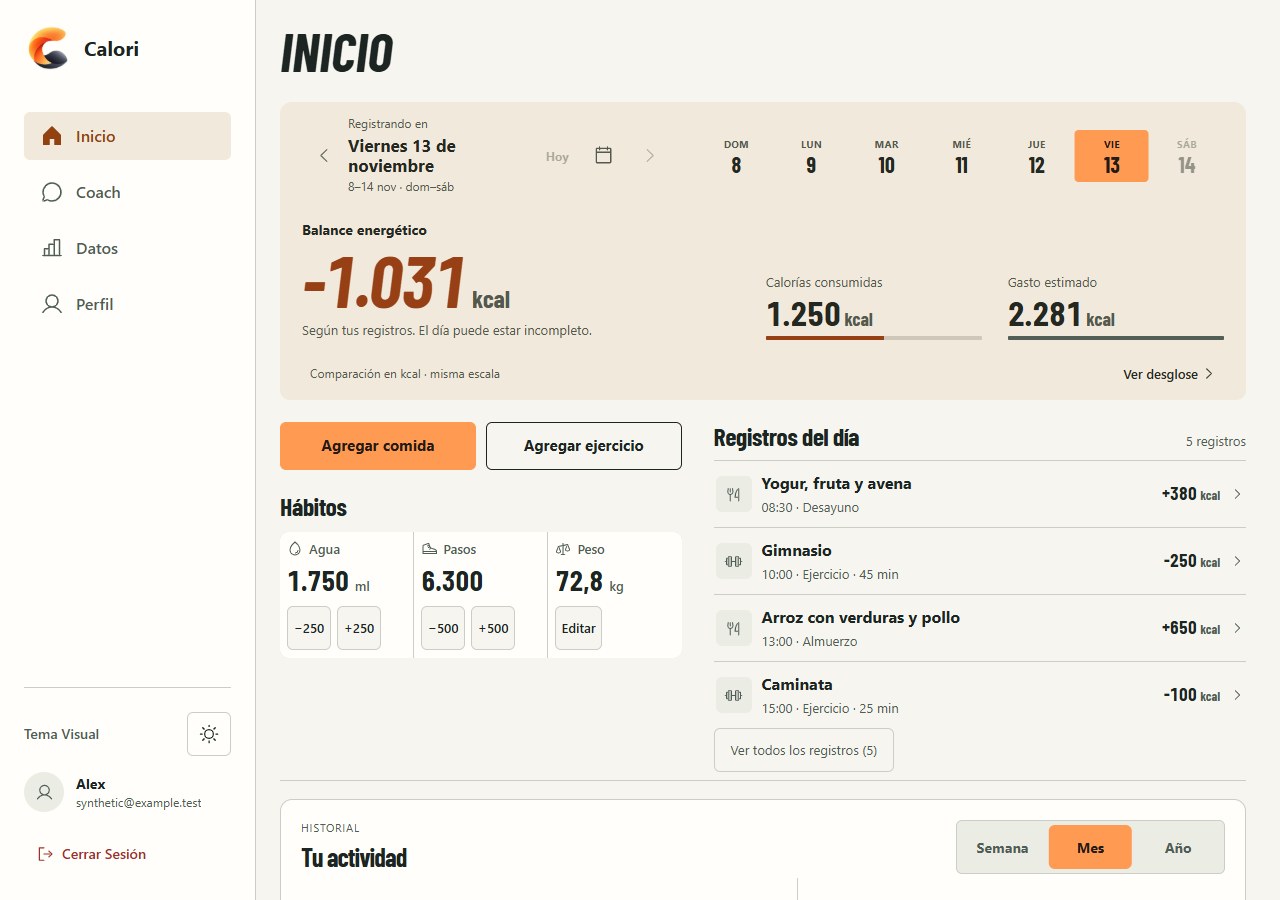 Calori
Inicio
Coach
Datos
Perfil
Tema Visual
Alex
synthetic@example.test
Cerrar Sesión
INICIO
Registrando en
Viernes 13 de
noviembre
8–14 nov · dom–sáb
Hoy
DOM
8
LUN
9
MAR
10
MIÉ
11
JUE
12
VIE
13
SÁB
14
Balance energético
-1.031 kcal
Según tus registros. El día puede estar incompleto.
Calorías consumidas
1.250 kcal
Gasto estimado
2.281 kcal
Comparación en kcal · misma escala
Ver desglose
Agregar comida
Agregar ejercicio
Hábitos
Agua
1.750 ml
−250
+250
Pasos
6.300
−500
+500
Peso
72,8 kg
Editar
Registros del día
5 registros
Yogur, fruta y avena
08:30 · Desayuno
+380 kcal
Gimnasio
10:00 · Ejercicio · 45 min
-250 kcal
Arroz con verduras y pollo
13:00 · Almuerzo
+650 kcal
Caminata
15:00 · Ejercicio · 25 min
-100 kcal
Ver todos los registros (5)
HISTORIAL
Tu actividad
Semana
Mes
Año